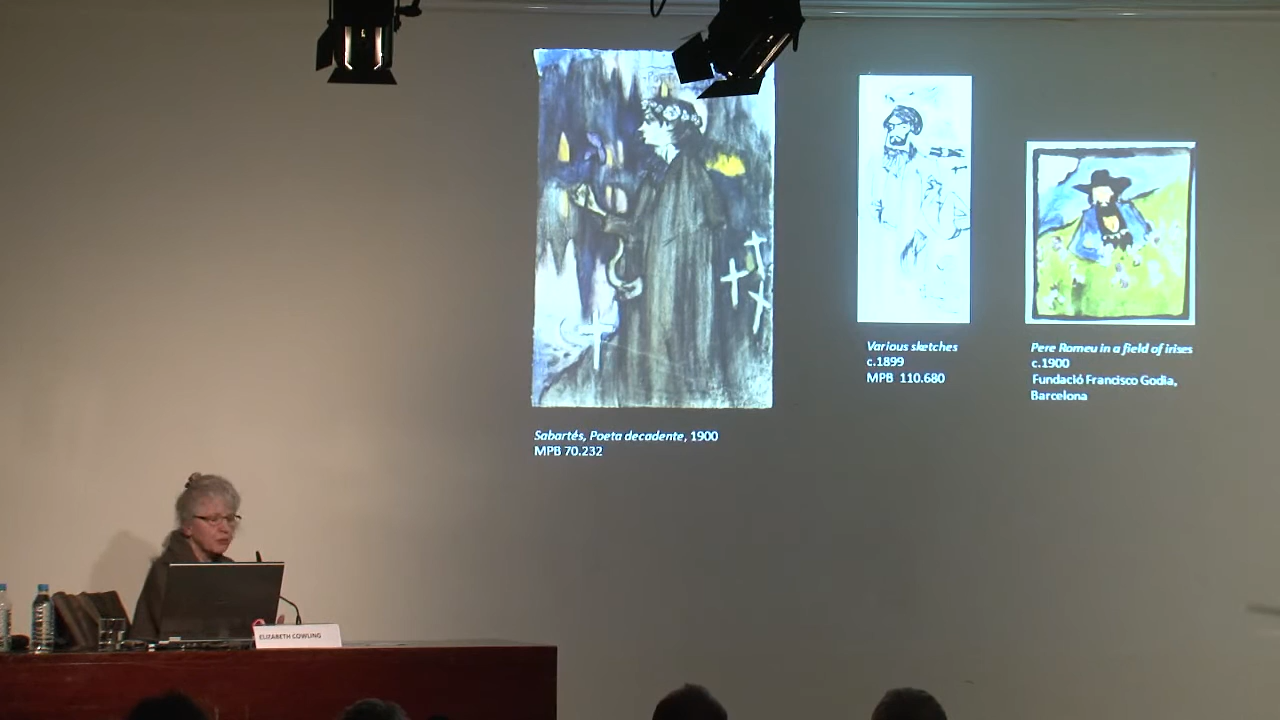 Sabartés, Poeta decadente, 1900
MPB 70.232
Various sketches
c.1899
MPB 110.680
Pere Romeu in a field of irises
c.1900
Fundació Francisco Godia,
Barcelona
ELIZABETH COWLING